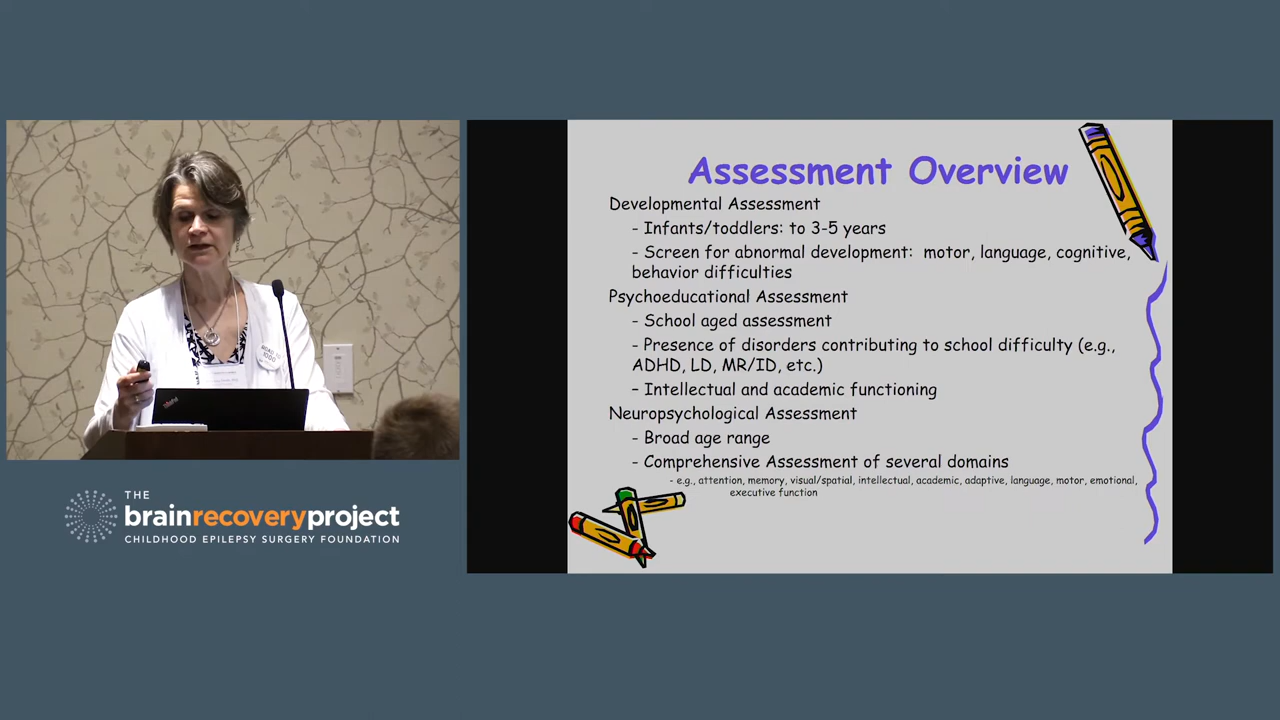 Assessment Overview
Developmental Assessment
- Infants/toddlers: to 3-5 years
- Screen for abnormal development: motor, language, cognitive,
behavior difficulties
Psychoeducational Assessment
- School aged assessment
- Presence of disorders contributing to school difficulty (e.g.,
ADHD, LD, MR/ID, etc.)
- Intellectual and academic functioning
Neuropsychological Assessment
- Broad age range
- Comprehensive Assessment of several domains
- e.g., attention, memory, visual/spatial, intellectual, academic, adaptive, language, motor, emotional,
executive function
THE
brainrecoveryproject
CHILDHOOD EPILEPSY SURGERY FOUNDATION
ThinkPad